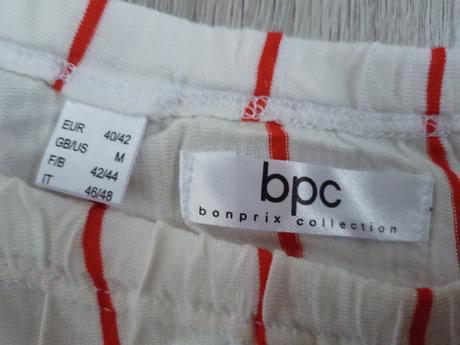 EUR 40/42
GB/US M
F/B 42/44
IT 46/48
bpc
bonprix collection